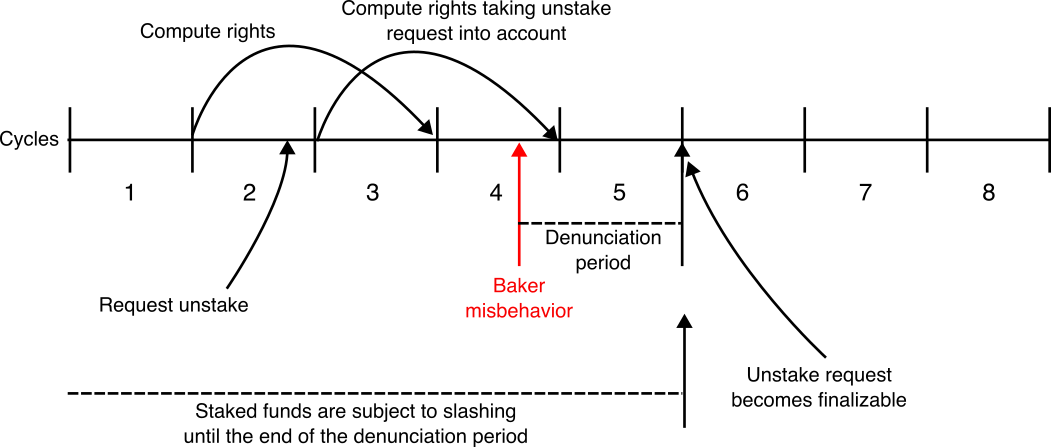 Compute rights taking unstake
request into account
Compute rights
Cycles
1 2 3 4 5 6 7 8
Denunciation
period
Baker
misbehavior
Request unstake
Unstake request
becomes finalizable
Staked funds are subject to slashing
until the end of the denunciation period